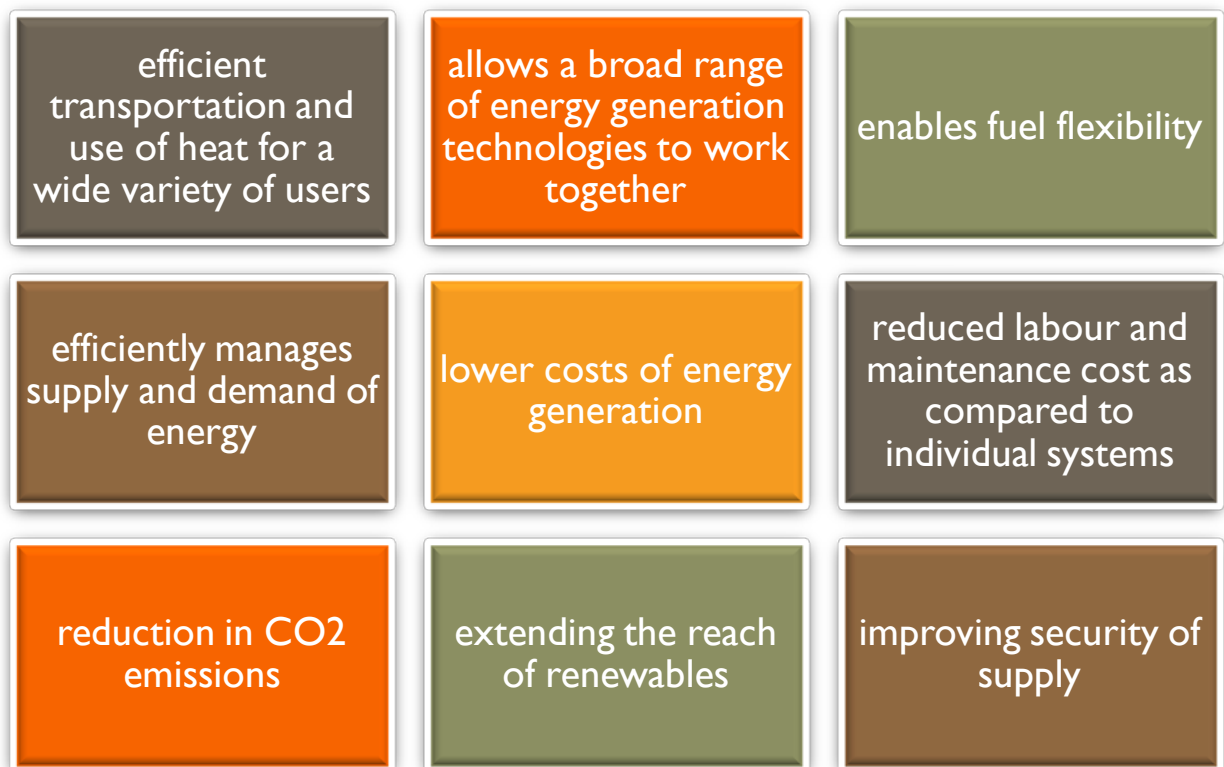 efficient
transportation and
use of heat for a
wide variety of users
allows a broad range
of energy generation
technologies to work
together
enables fuel flexibility
efficiently manages
supply and demand of
energy
lower costs of energy
generation
reduced labour and
maintenance cost as
compared to
individual systems
reduction in CO2
emissions
extending the reach
of renewables
improving security of
supply